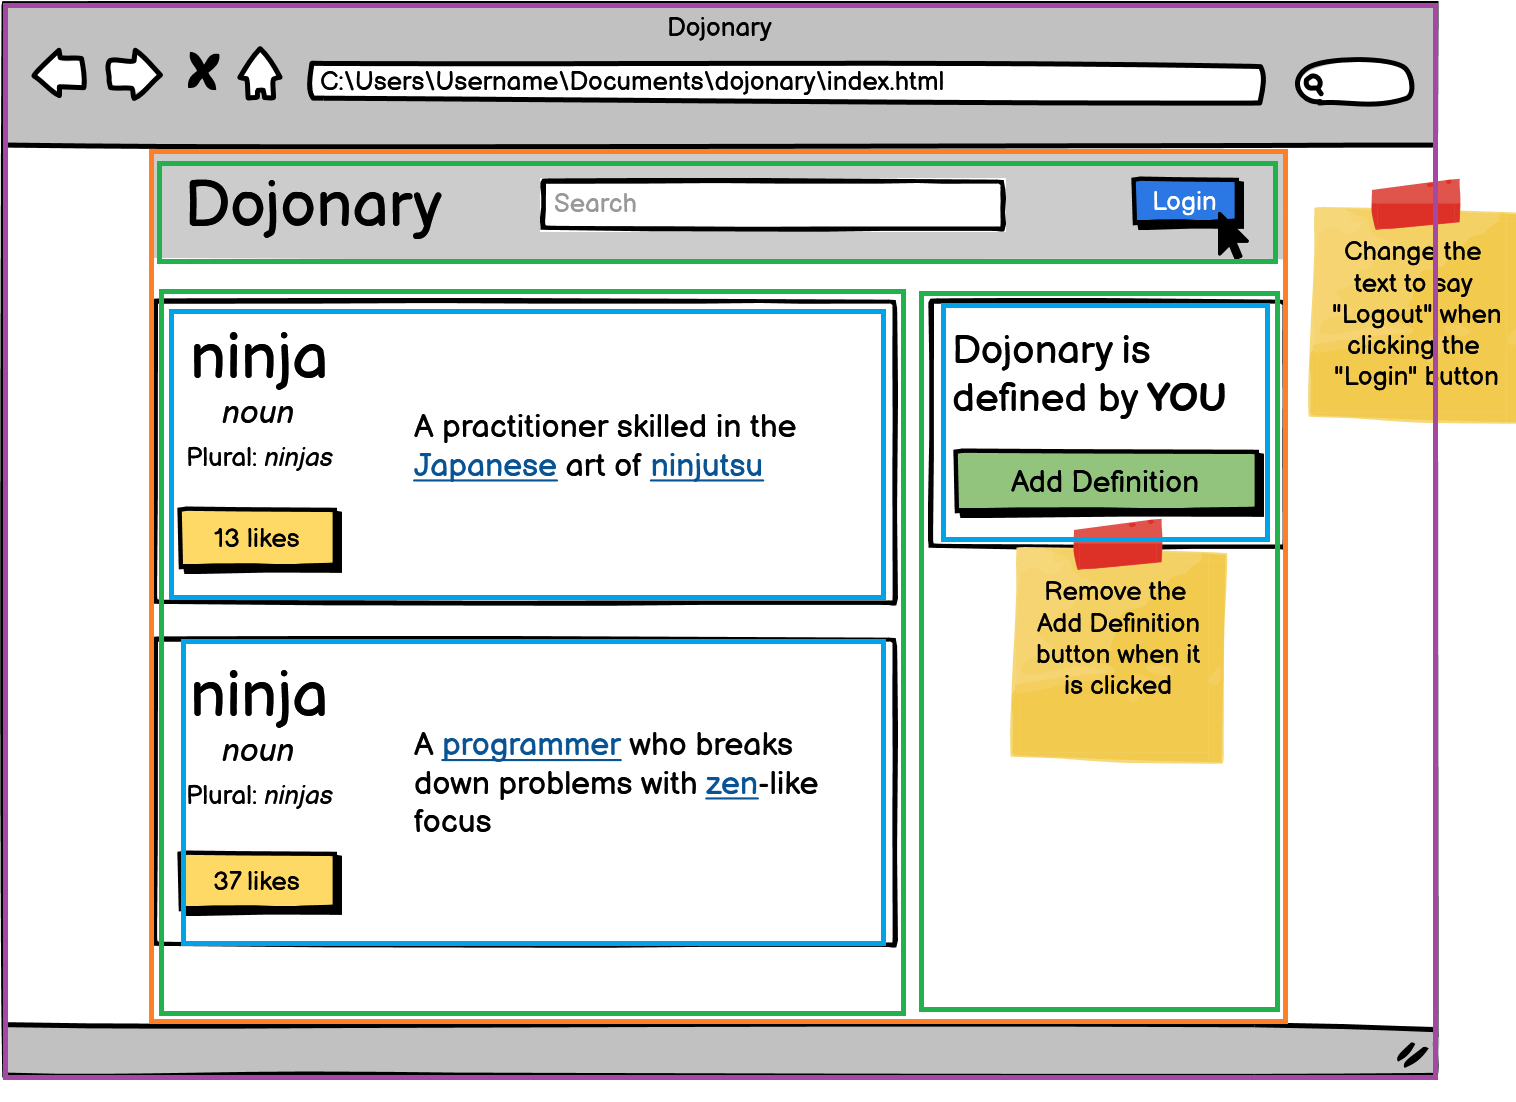 Dojonary
C:\Users\Username\Documents\dojonary\index.html
Dojonary
Search
Login
Change the
text to say
"Logout" when
clicking the
"Login" button
ninja
noun
Plural: ninjas
13 likes
A practitioner skilled in the
Japanese art of ninjutsu
Dojonary is
defined by YOU
Add Definition
Remove the
Add Definition
button when it
is clicked
ninja
noun
Plural: ninjas
37 likes
A programmer who breaks
down problems with zen-like
focus